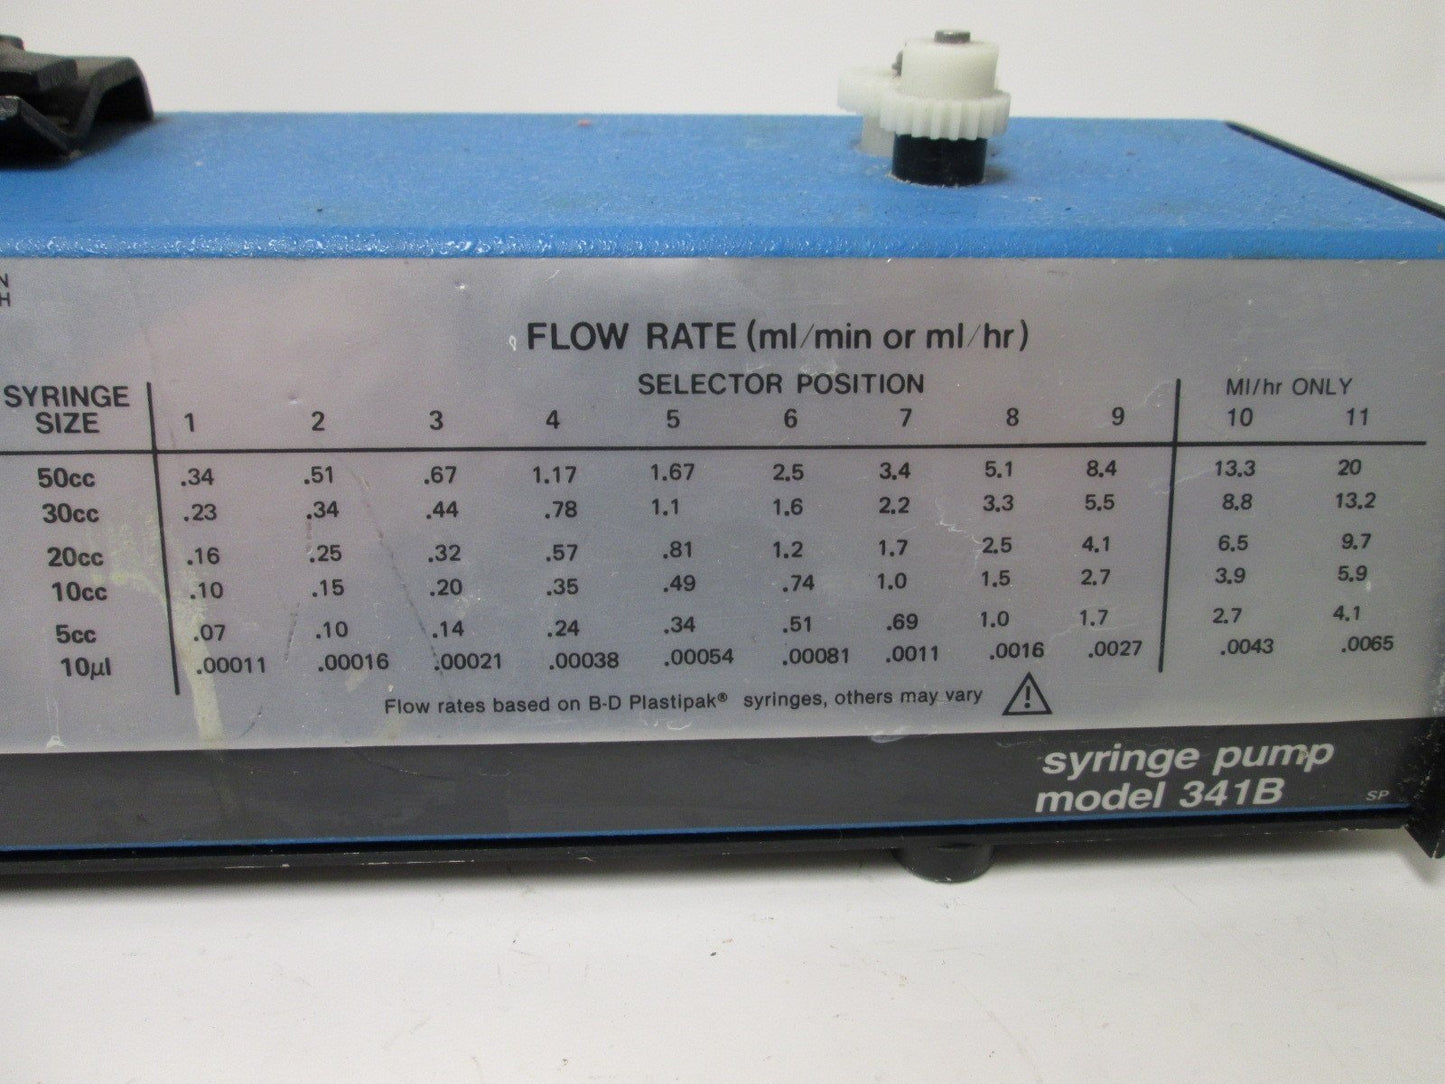 N
H
FLOW RATE (ml/min or ml/hr)
SELECTOR POSITION
Ml/hr ONLY
SYRINGE
SIZE 1 2 3 4 5 6 7 8 9 10 11
50cc .34 .51 .67 1.17 1.67 2.5 3.4 5.1 8.4 13.3 20
30cc .23 .34 .44 .78 1.1 1.6 2.2 3.3 5.5 8.8 13.2
20cc .16 .25 .32 .57 .81 1.2 1.7 2.5 4.1 6.5 9.7
10cc .10 .15 .20 .35 .49 .74 1.0 1.5 2.7 3.9 5.9
5cc .07 .10 .14 .24 .34 .51 .69 1.0 1.7 2.7 4.1
10µl .00011 .00016 .00021 .00038 .00054 .00081 .0011 .0016 .0027 .0043 .0065
Flow rates based on B-D Plastipak® syringes, others may vary !
syringe pump
model 341B
SP